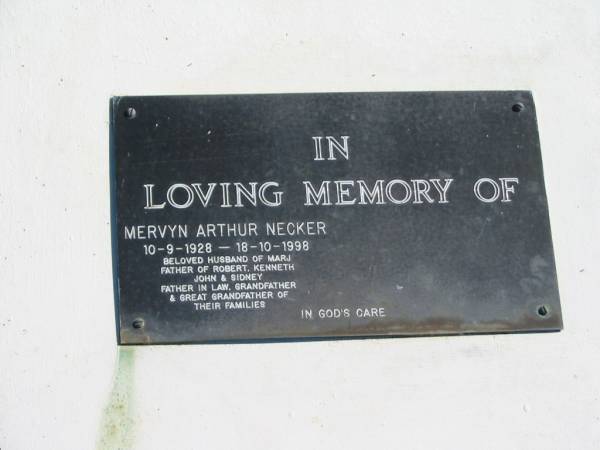 IN
LOVING MEMORY OF
MERVYN ARTHUR NECKER
10-9-1928 — 18-10-1998
BELOVED HUSBAND OF MARJ
FATHER OF ROBERT, KENNETH
JOHN & SIDNEY
FATHER IN LAW, GRANDFATHER
& GREAT GRANDFATHER OF
THEIR FAMILIES
IN GOD'S CARE